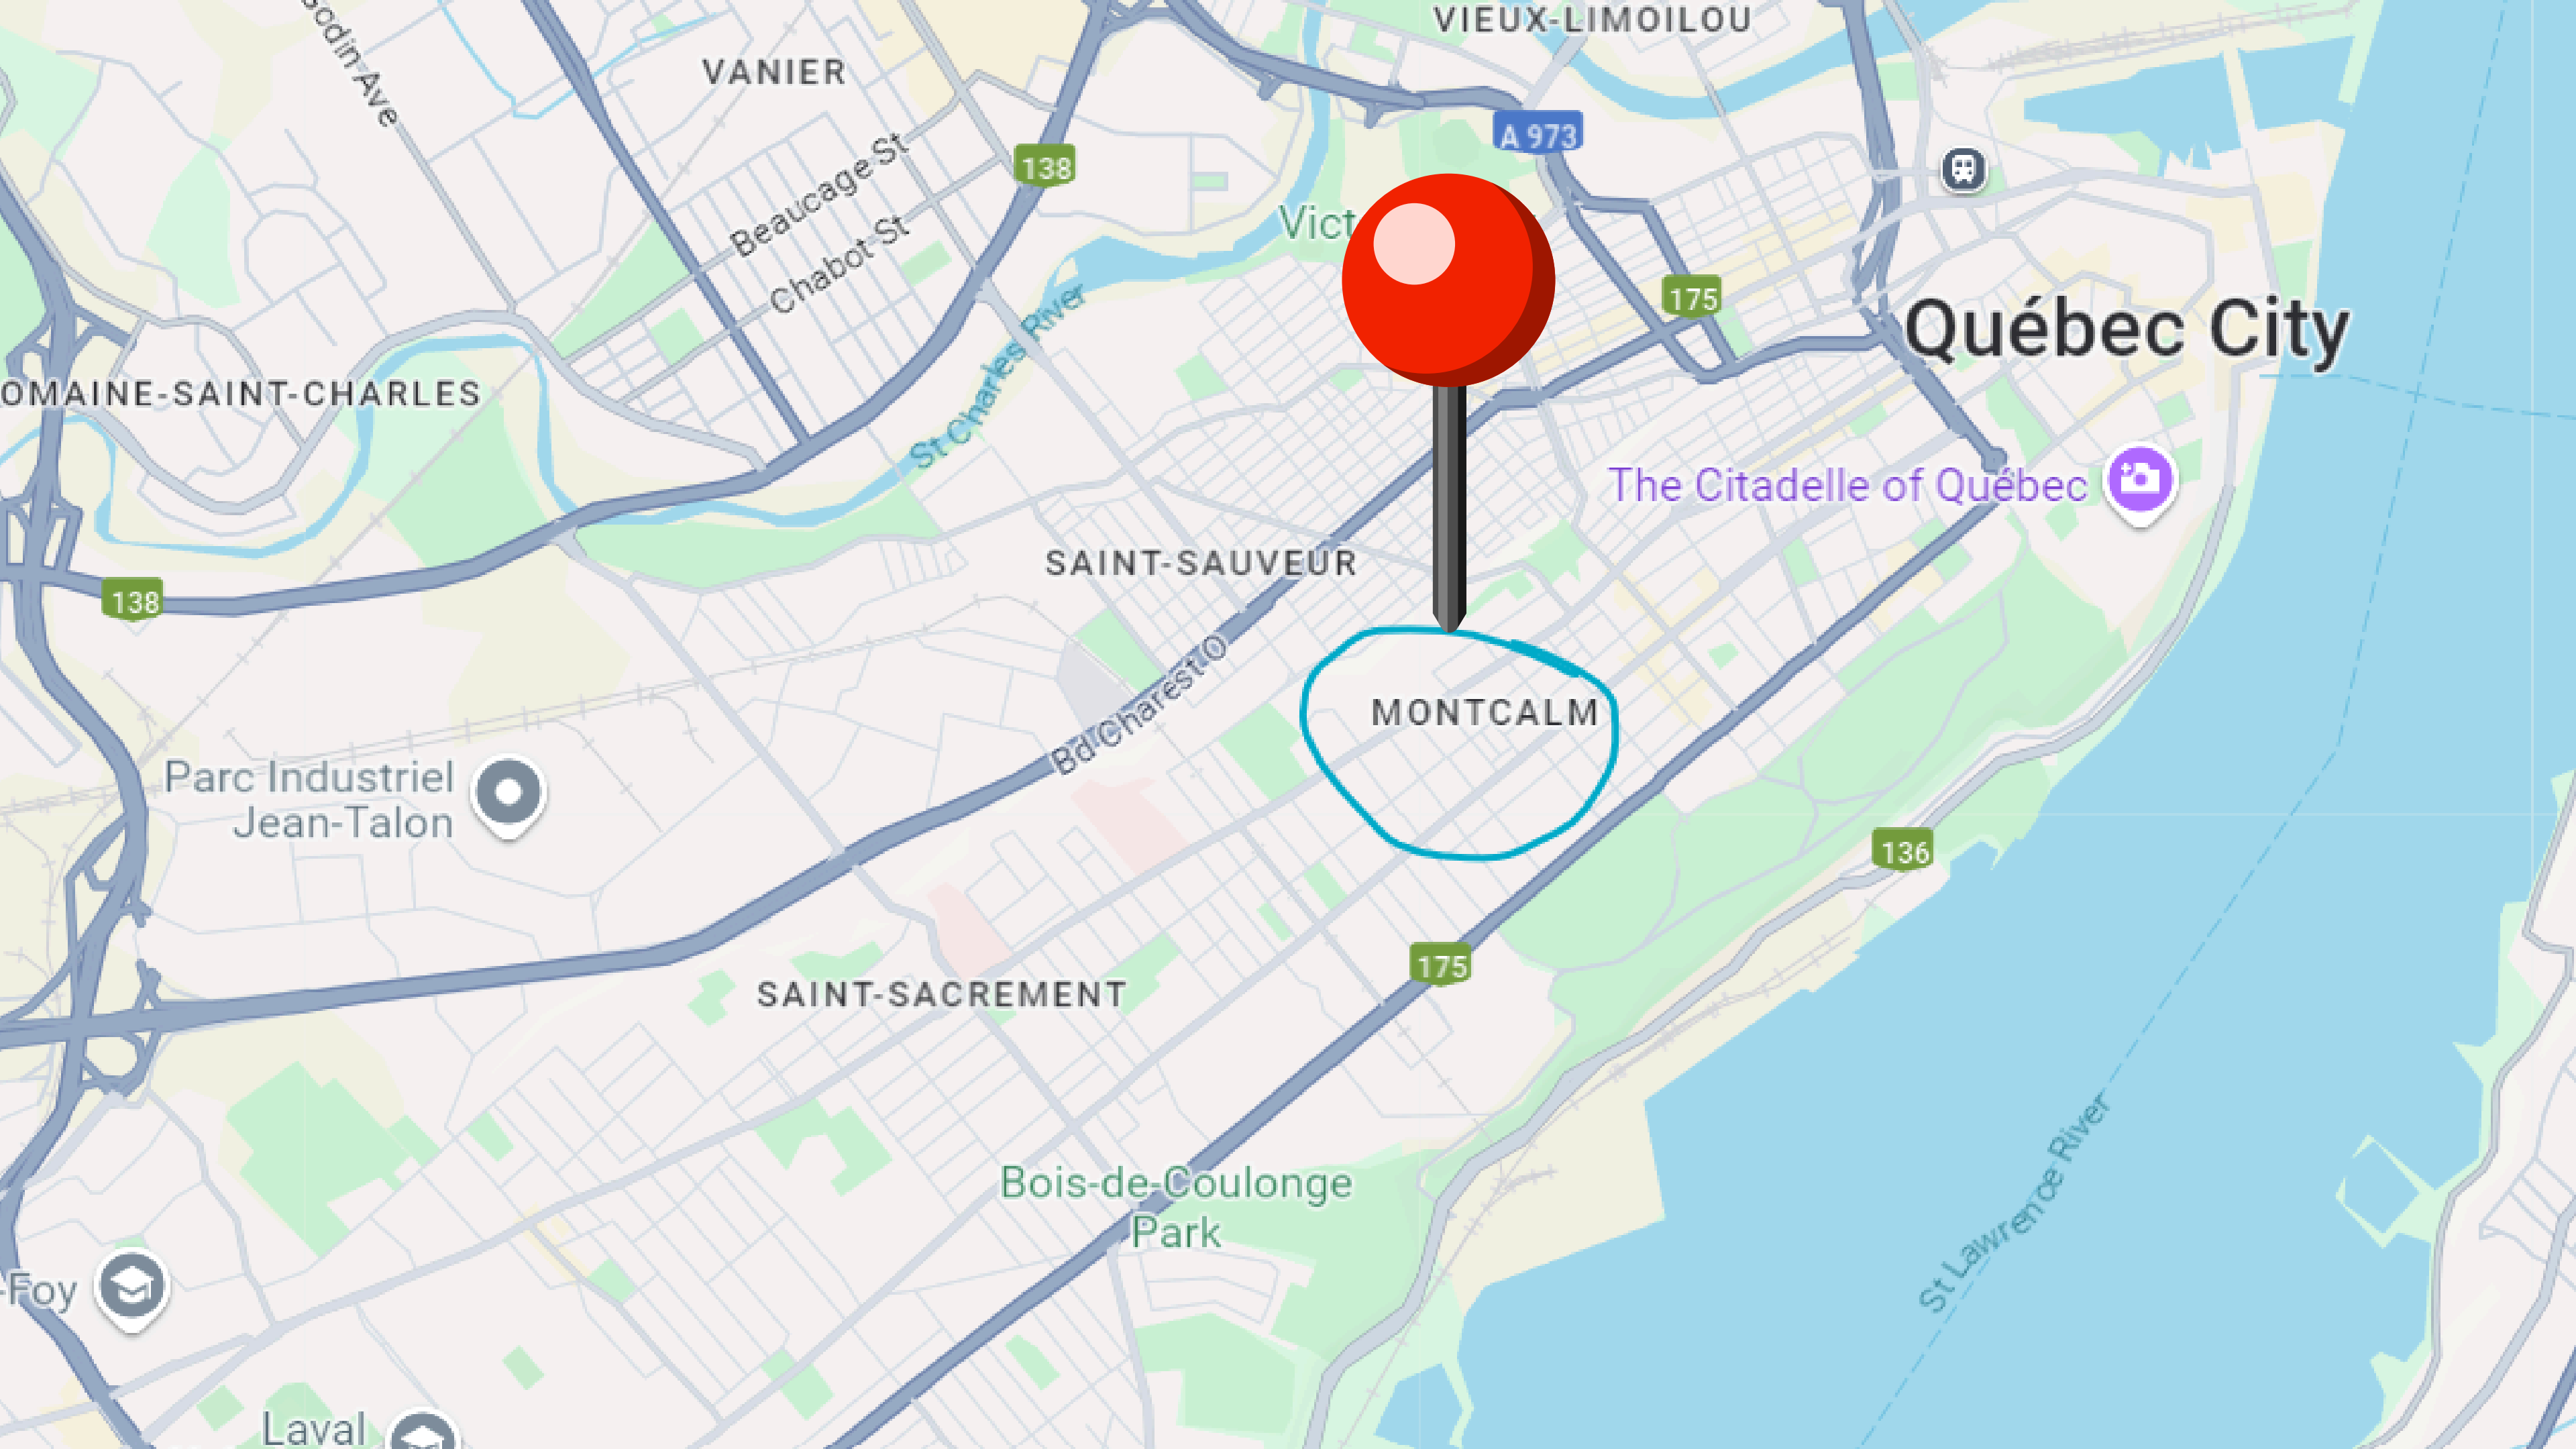 VIEUX-LIMOILOU
VANIER
A 973
138
Beaucage St
Chabot St
175
Québec City
St Charles River
OMAINE-SAINT-CHARLES
The Citadelle of Québec
SAINT-SAUVEUR
138
Bd Charest O
MONTCALM
Parc Industriel
Jean-Talon
136
175
SAINT-SACREMENT
Bois-de-Coulonge
Park
St Lawrence River
-Foy
Laval